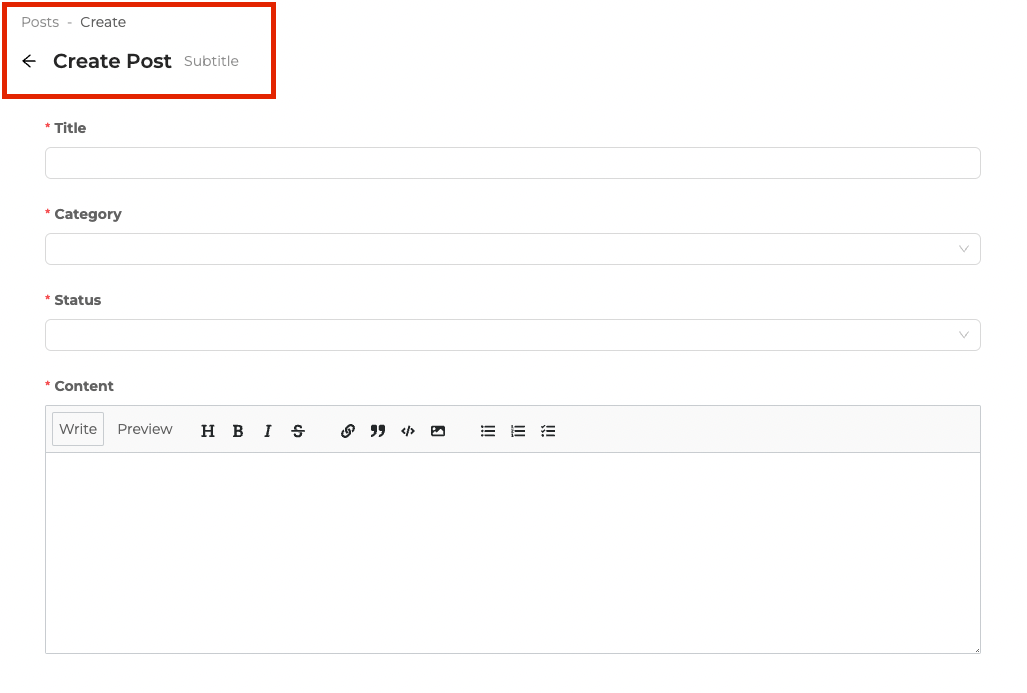 Posts - Create
Create Post Subtitle
* Title
* Category
* Status
* Content
Write Preview